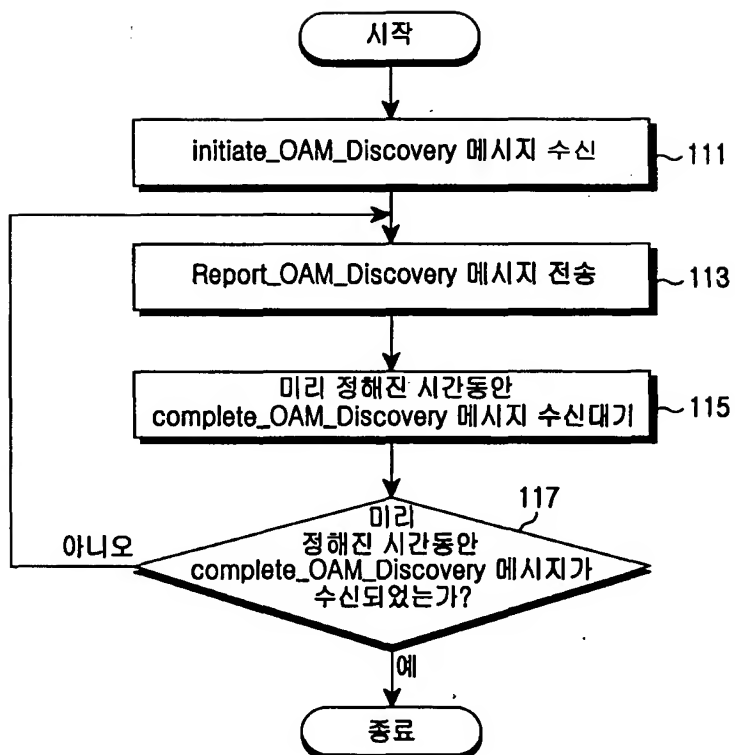 시작
initiate_OAM_Discovery 메시지 수신
111
Report_OAM_Discovery 메시지 전송
113
미리 정해진 시간동안
complete_OAM_Discovery 메시지 수신대기
115
117
미리
정해진 시간동안
complete_OAM_Discovery 메시지가
수신되었는가?
아니오
예
종료